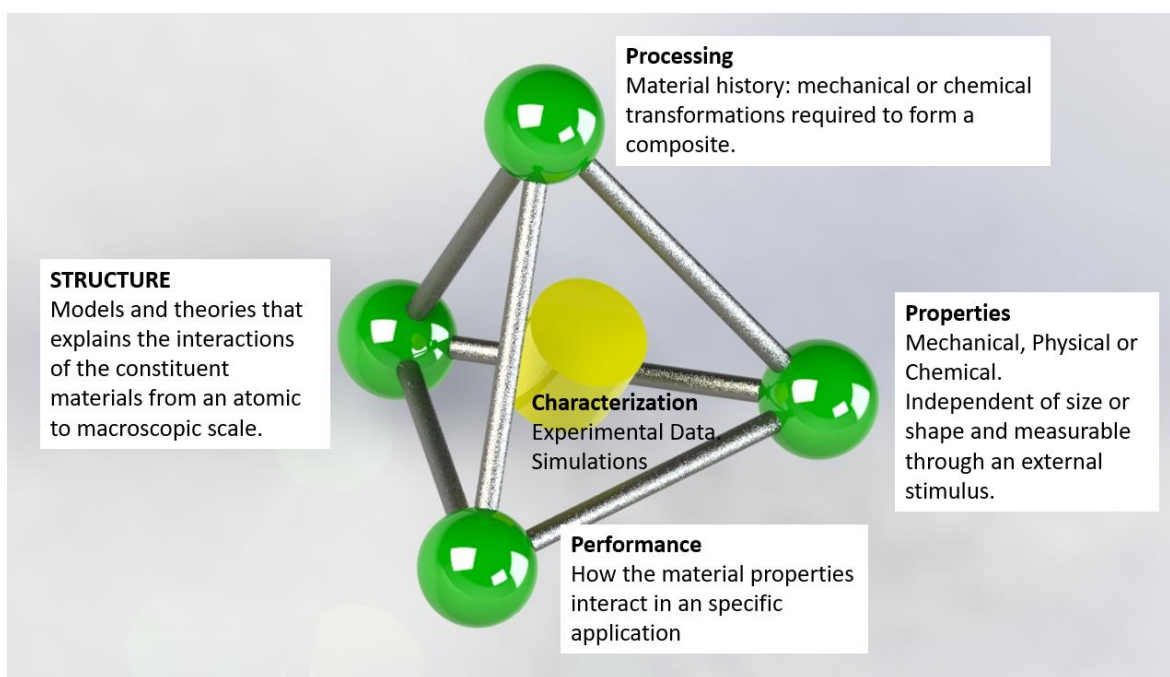 Processing
Material history: mechanical or chemical
transformations required to form a
composite.
STRUCTURE
Models and theories that
explains the interactions
of the constituent
materials from an atomic
to macroscopic scale.
Properties
Mechanical, Physical or
Chemical.
Independent of size or
shape and measurable
through an external
stimulus.
Characterization
Experimental Data.
Simulations
Performance
How the material properties
interact in an specific
application